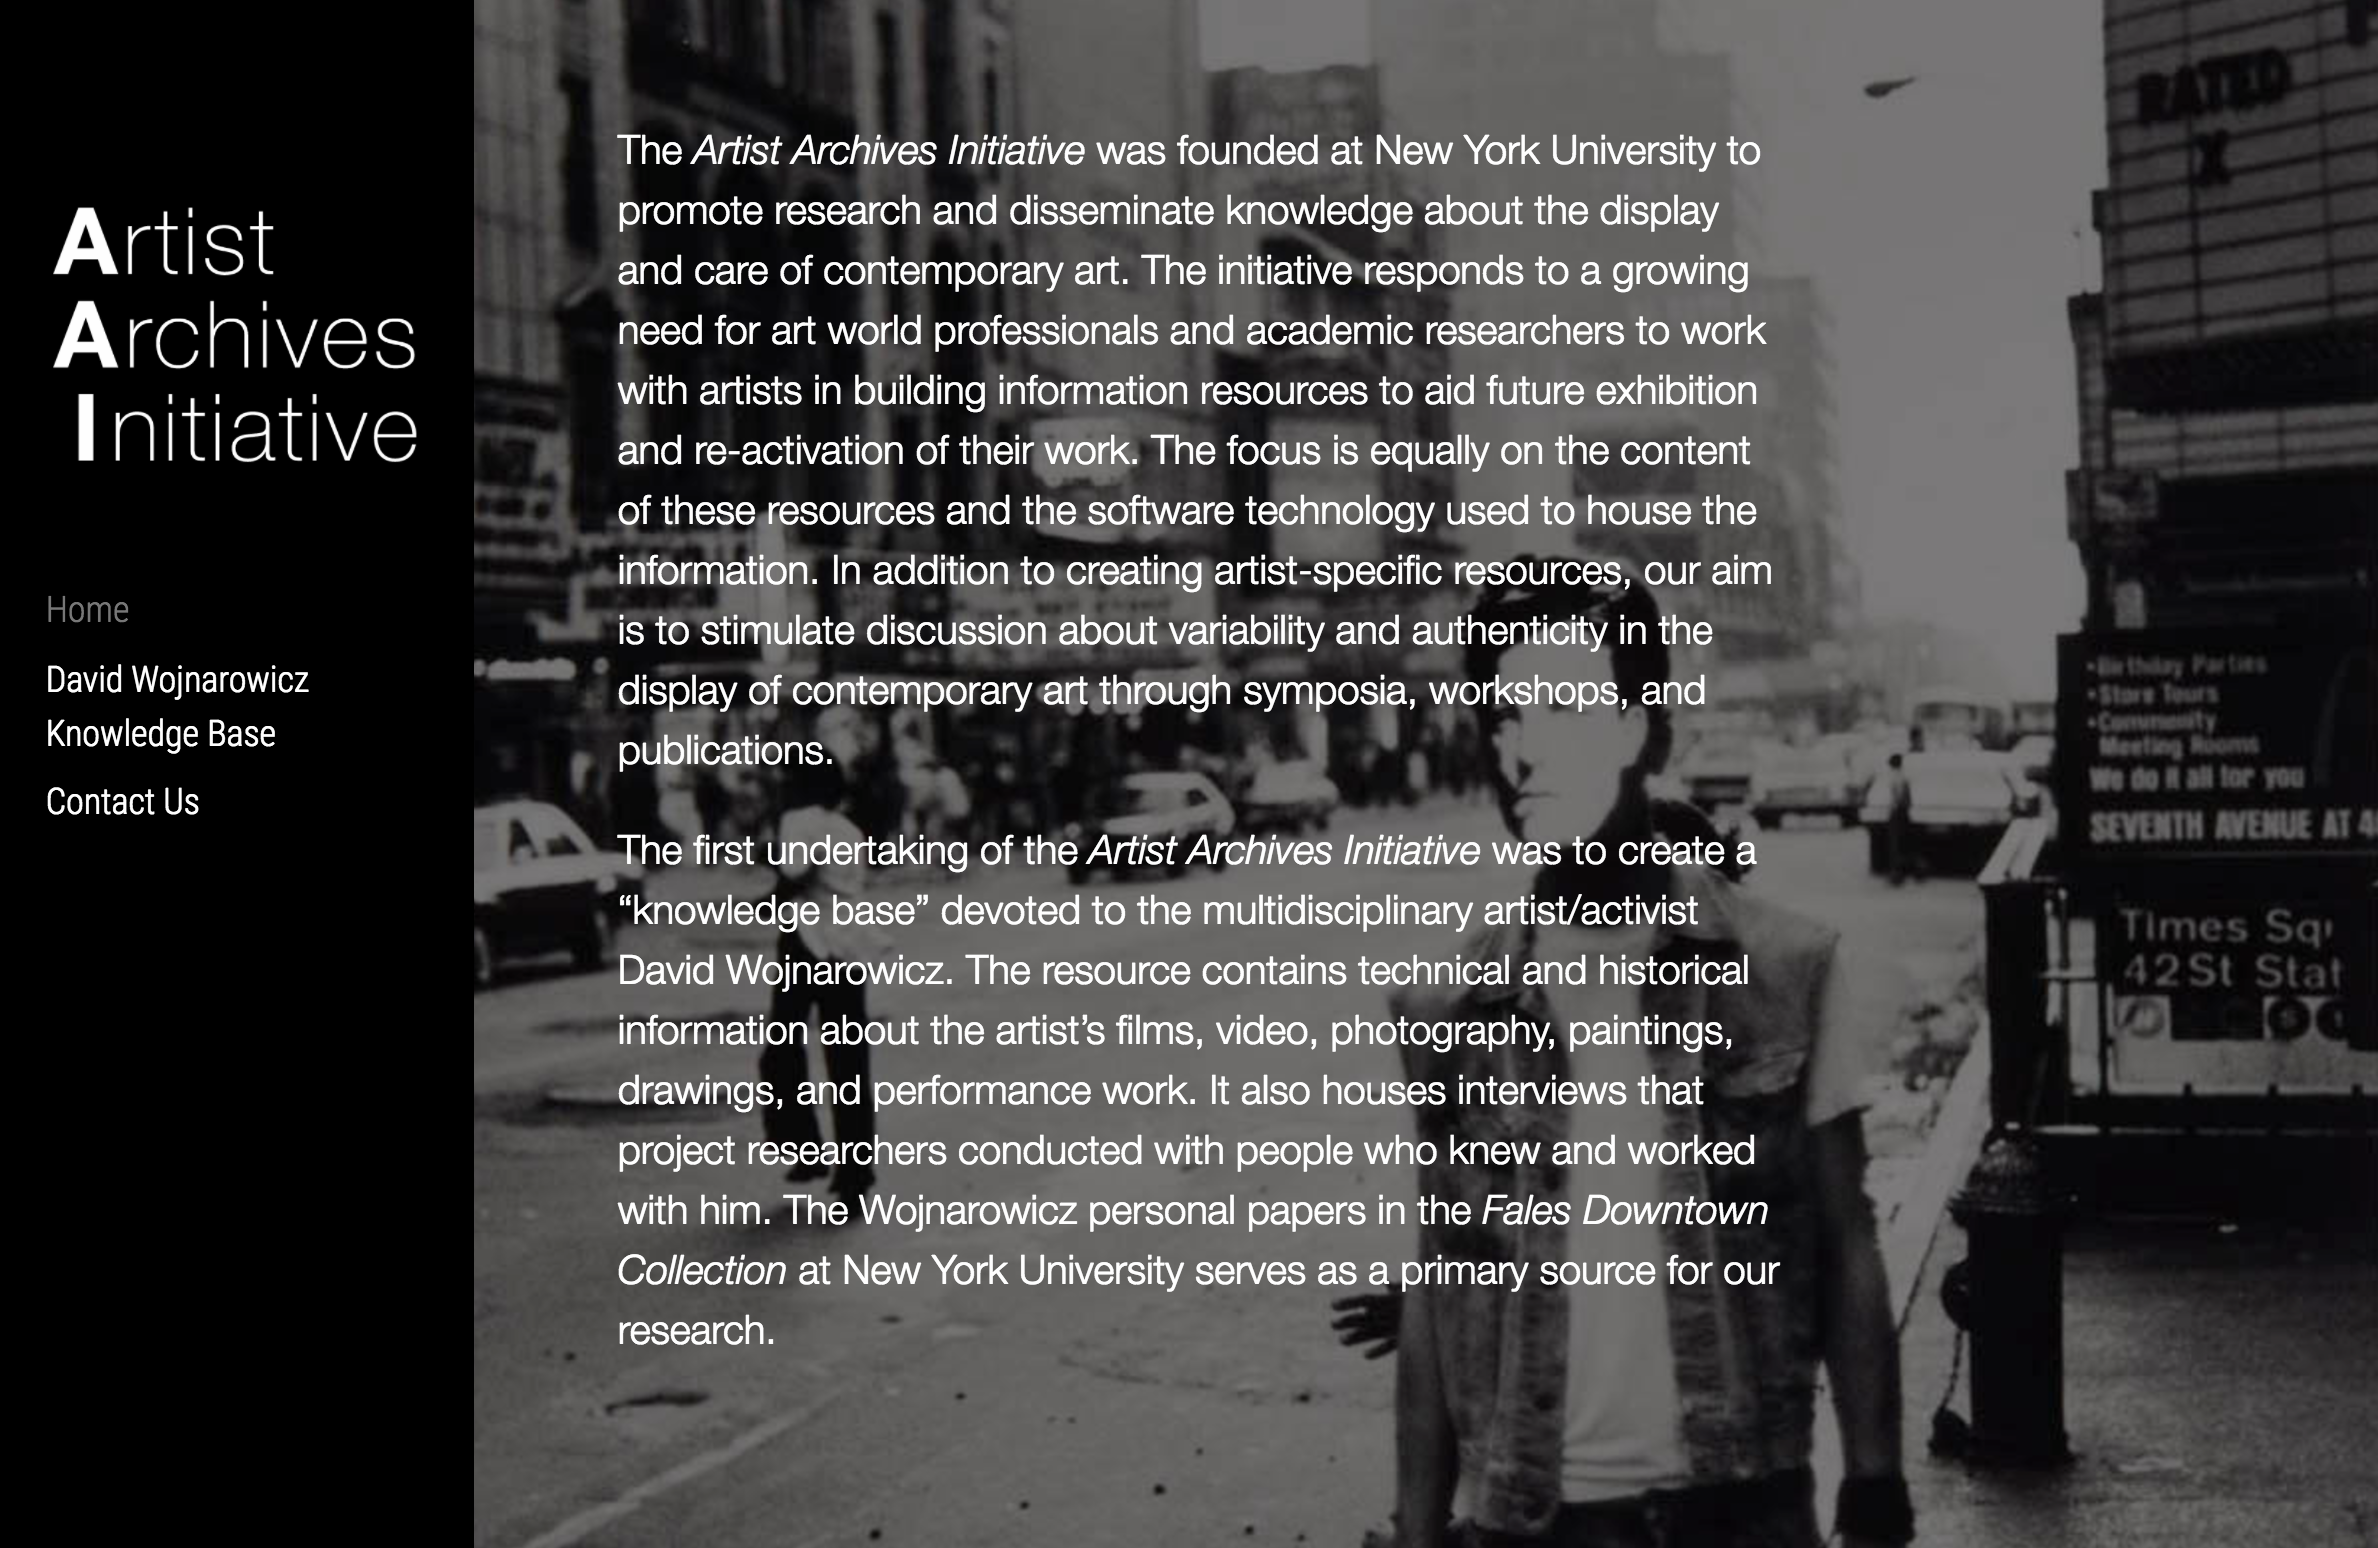 Artist
Archives
Initiative
Home
David Wojnarowicz
Knowledge Base
Contact Us
The Artist Archives Initiative was founded at New York University to
promote research and disseminate knowledge about the display
and care of contemporary art. The initiative responds to a growing
need for art world professionals and academic researchers to work
with artists in building information resources to aid future exhibition
and re-activation of their work. The focus is equally on the content
of these resources and the software technology used to house the
information. In addition to creating artist-specific resources, our aim
is to stimulate discussion about variability and authenticity in the
display of contemporary art through symposia, workshops, and
publications.
The first undertaking of the Artist Archives Initiative was to create a
“knowledge base” devoted to the multidisciplinary artist/activist
David Wojnarowicz. The resource contains technical and historical
information about the artist’s films, video, photography, paintings,
drawings, and performance work. It also houses interviews that
project researchers conducted with people who knew and worked
with him. The Wojnarowicz personal papers in the Fales Downtown
Collection at New York University serves as a primary source for our
research.
RATED
X
•Birthday Parties
•Store Tours
•Community
Meeting Rooms
We do it all for you
SEVENTH AVENUE AT 4
Times Squ
42 St Stat